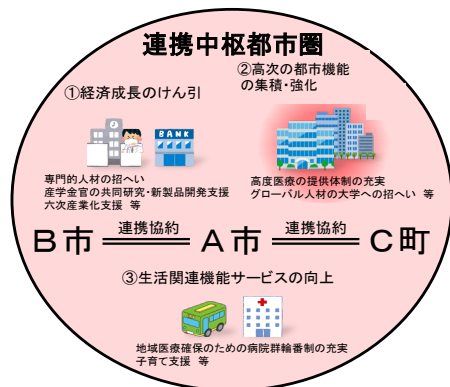 連携中枢都市圏
①経済成長のけん引
②高次の都市機能
の集積・強化
BANK
専門的人材の招へい
産学金官の共同研究・新製品開発支援
六次産業化支援 等
高度医療の提供体制の充実
グローバル人材の大学への招へい 等
B市 連携協約 A市 連携協約 C町
③生活関連機能サービスの向上
地域医療確保のための病院群輪番制の充実
子育て支援 等